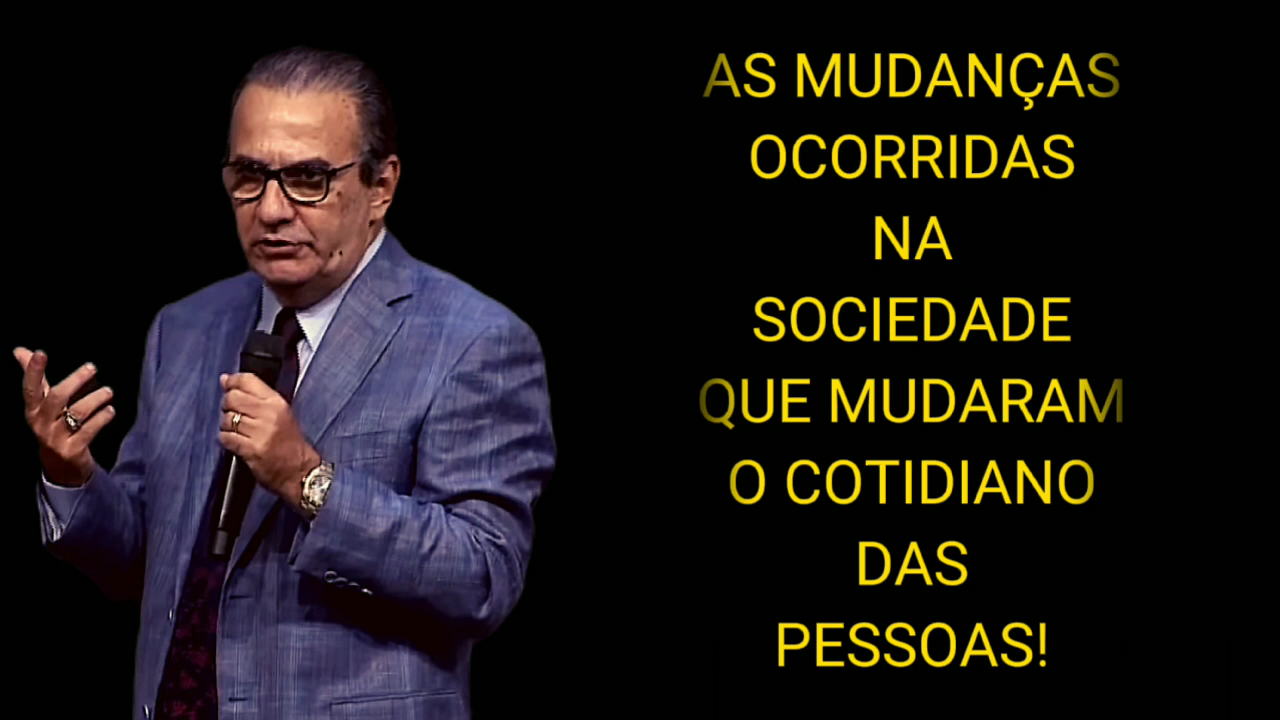 AS MUDANÇAS
OCORRIDAS
NA
SOCIEDADE
QUE MUDARAM
O COTIDIANO
DAS
PESSOAS!